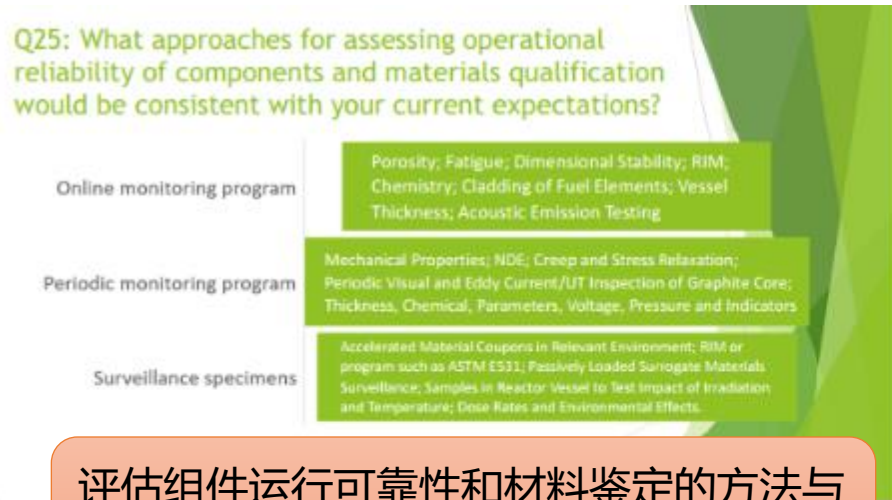 Q25: What approaches for assessing operational
reliability of components and materials qualification
would be consistent with your current expectations?
Online monitoring program
Porosity; Fatigue; Dimensional Stability; RIM;
Chemistry; Cladding of Fuel Elements; Vessel
Thickness; Acoustic Emission Testing
Periodic monitoring program
Mechanical Properties; NDE; Creep and Stress Relaxation;
Periodic Visual and Eddy Current/UT Inspection of Graphite Core;
Thickness, Chemical, Parameters, Voltage, Pressure and Indicators
Surveillance specimens
Accelerated Material Coupons in Relevant Environment; RIM or
program such as ASTM E531; Passively Loaded Surrogate Materials
Surveillance; Samples in Reactor Vessel to Test Impact of Irradiation
and Temperature; Dose Rates and Environmental Effects.
评估组件运行可靠性和材料鉴定的方法与